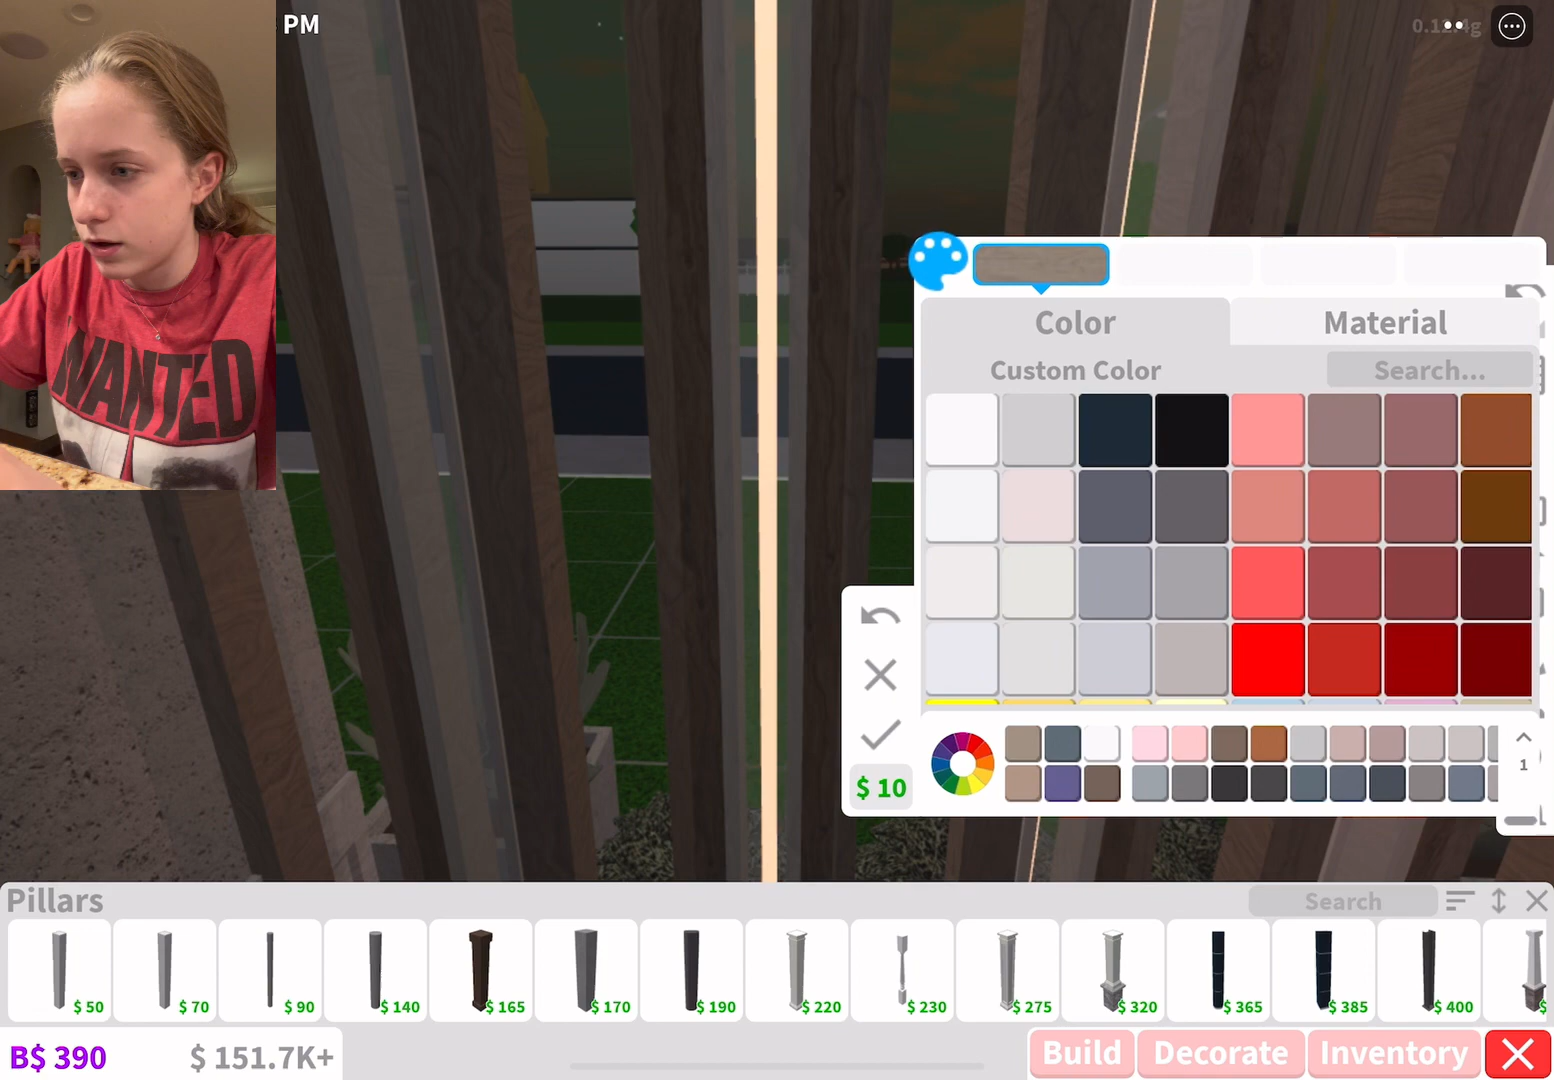 PM
WANTED
Color
Material
Custom Color
Search...
$ 10
1
Pillars
Search
$ 50
$ 70
$ 90
$ 140
$ 165
$ 170
$ 190
$ 220
$ 230
$ 275
$ 320
$ 365
$ 385
$ 400
$
B$ 390
$ 151.7K+
Build
Decorate
Inventory